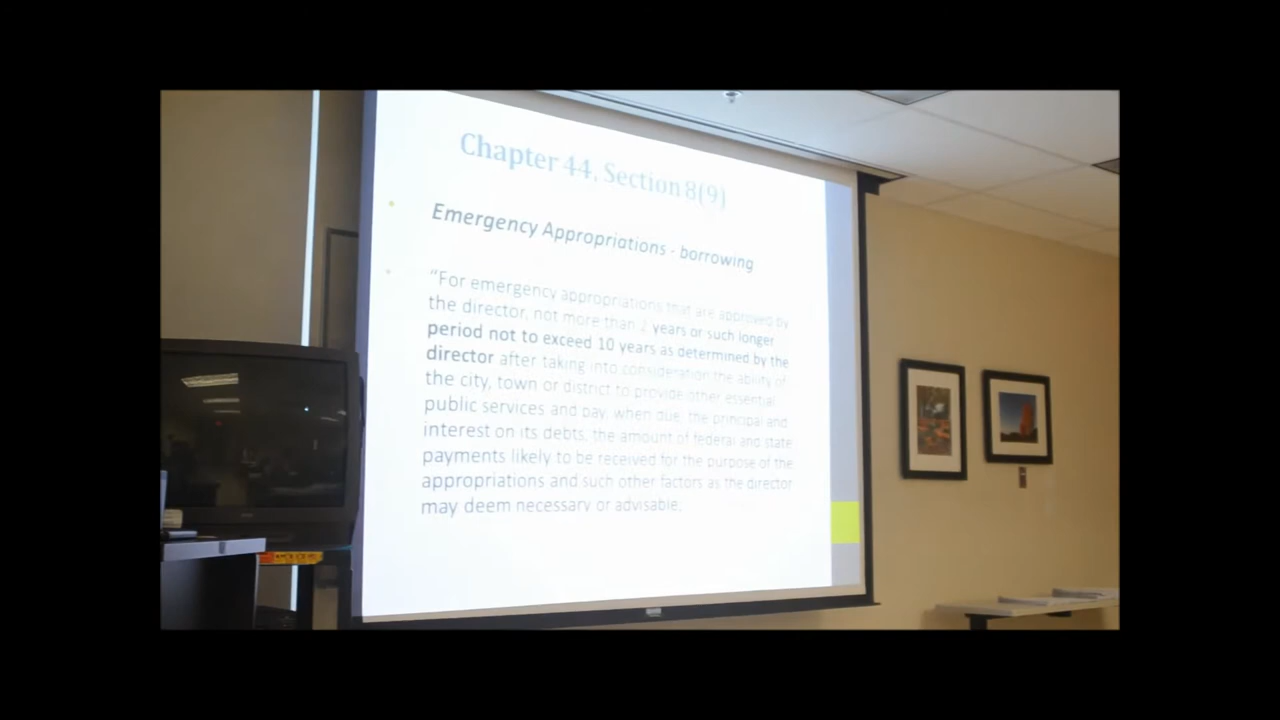 Chapter 44, Section 8(9)
Emergency Appropriations - borrowing
"For emergency appropriations that are approved by
the director, not more than 2 years or such longer
period not to exceed 10 years as determined by the
director after taking into consideration the ability of
the city, town or district to provide other essential
public services and pay, when due, the principal and
interest on its debts, the amount of federal and state
payments likely to be received for the purpose of the
appropriations and such other factors as the director
may deem necessary or advisable.